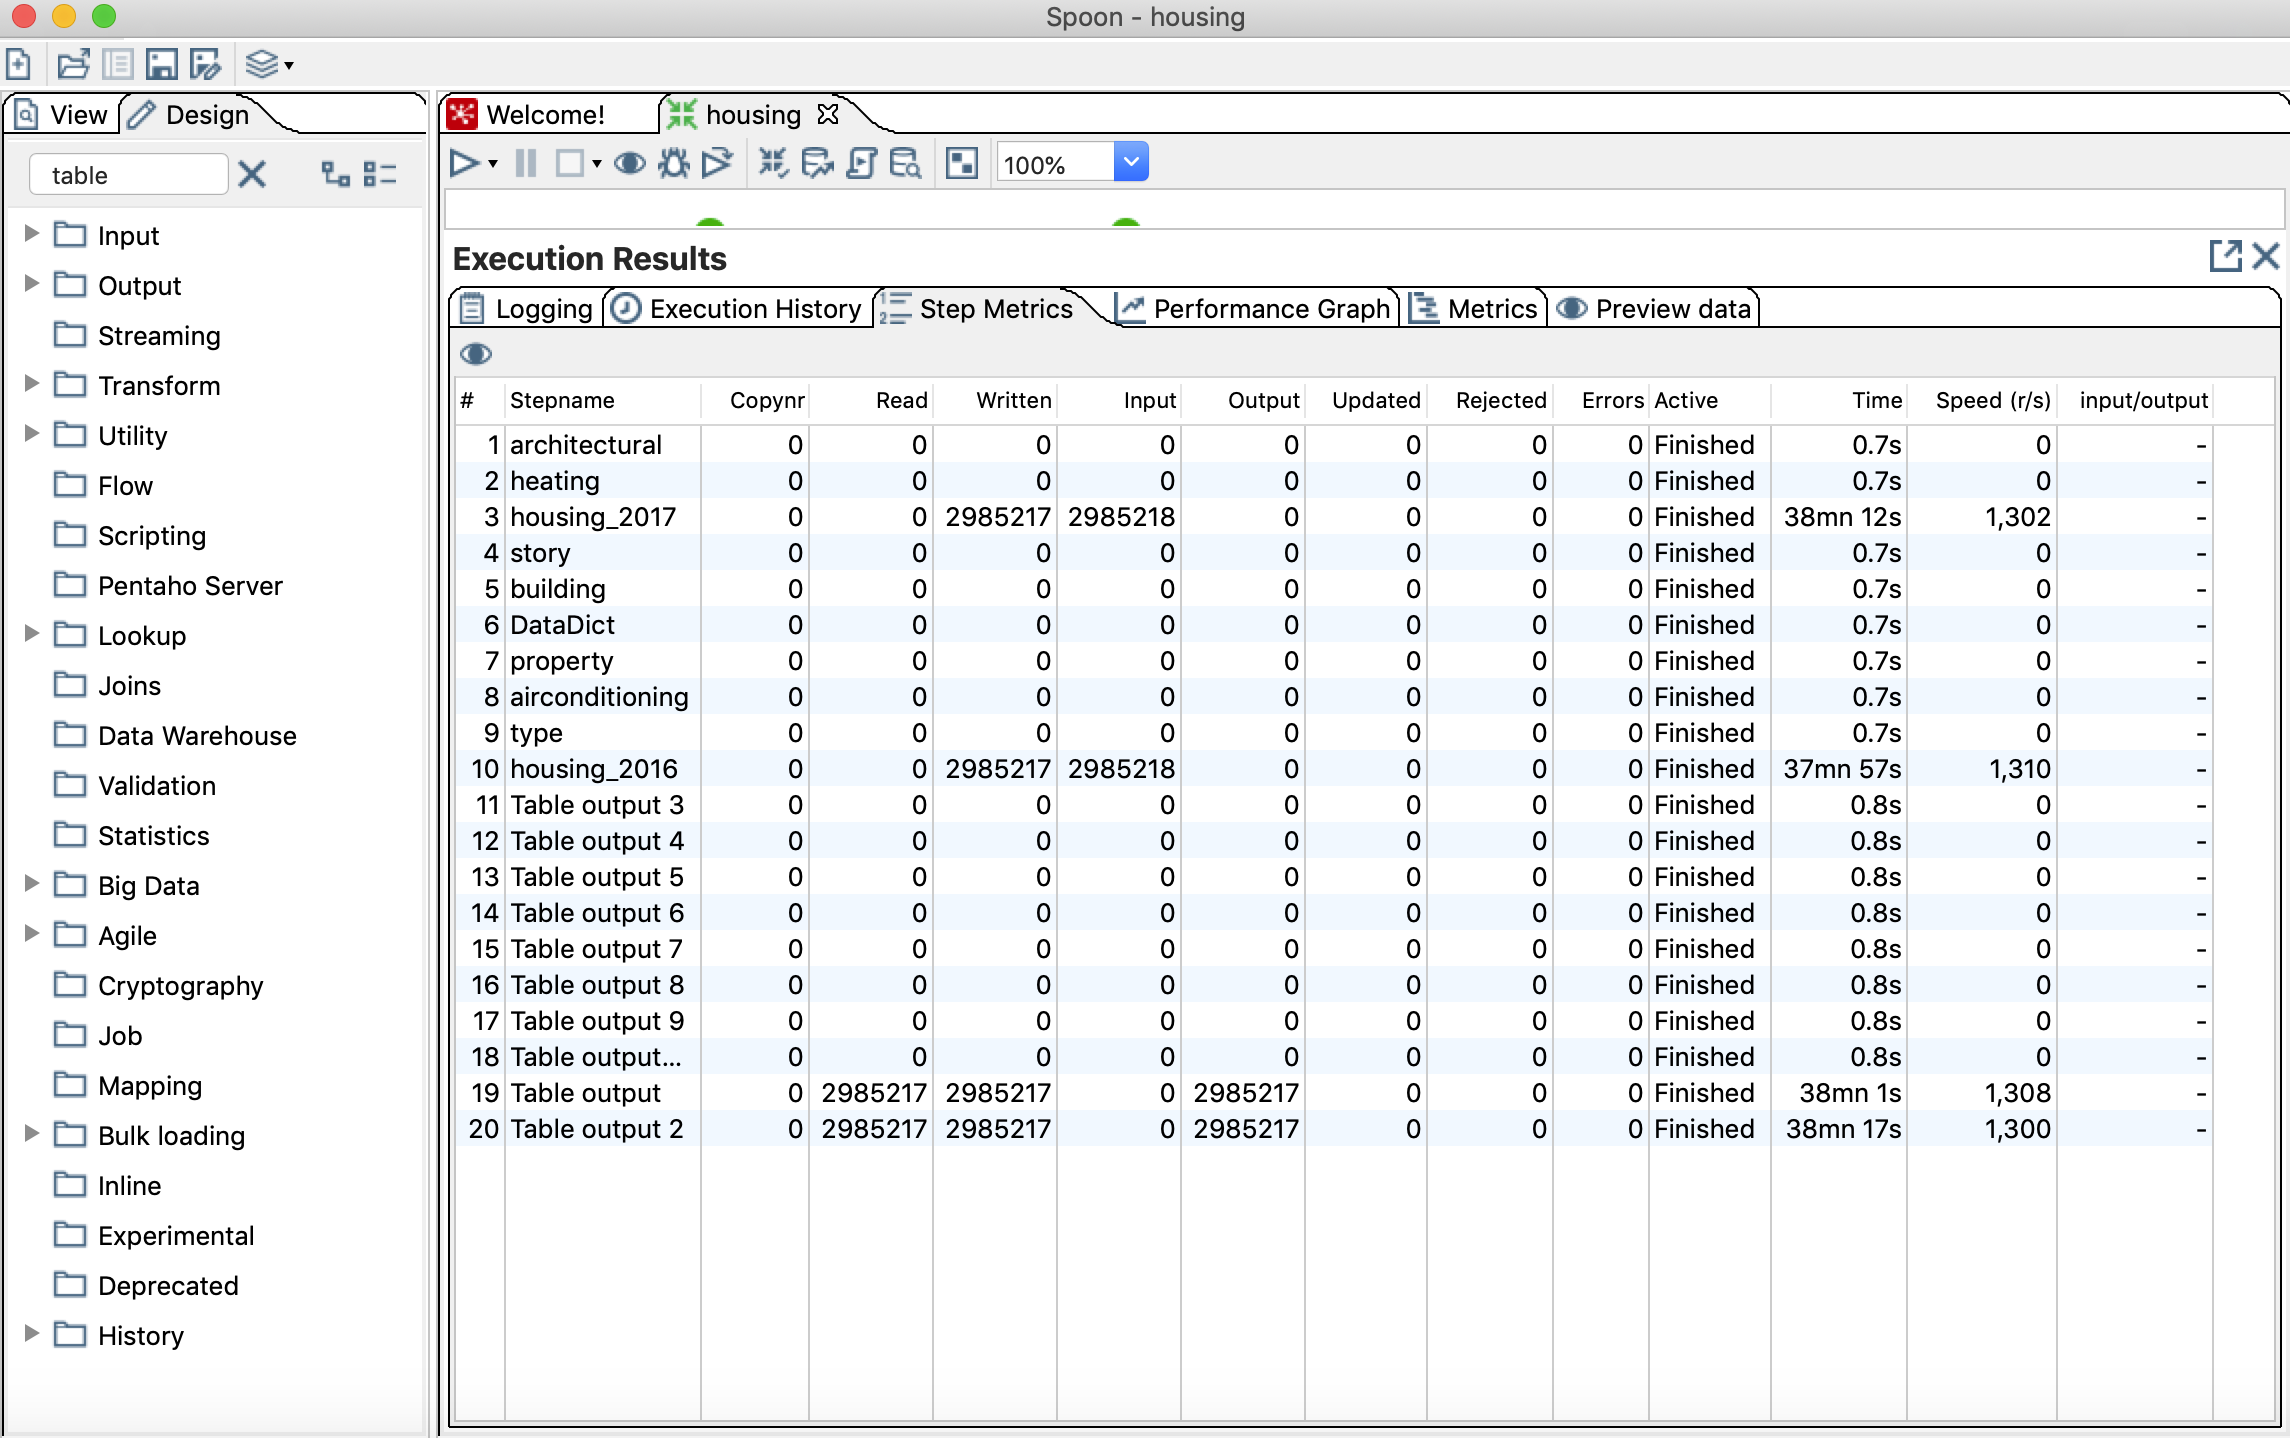 Spoon - housing
View Design
table
Input
Output
Streaming
Transform
Utility
Flow
Scripting
Pentaho Server
Lookup
Joins
Data Warehouse
Validation
Statistics
Big Data
Agile
Cryptography
Job
Mapping
Bulk loading
Inline
Experimental
Deprecated
History
Welcome! housing
100%
Execution Results
Logging Execution History Step Metrics Performance Graph Metrics Preview data
# Stepname Copynr Read Written Input Output Updated Rejected Errors Active Time Speed (r/s) input/output
1 architectural 0 0 0 0 0 0 0 0 Finished 0.7s 0 -
2 heating 0 0 0 0 0 0 0 0 Finished 0.7s 0 -
3 housing_2017 0 0 2985217 2985218 0 0 0 0 Finished 38mn 12s 1,302 -
4 story 0 0 0 0 0 0 0 0 Finished 0.7s 0 -
5 building 0 0 0 0 0 0 0 0 Finished 0.7s 0 -
6 DataDict 0 0 0 0 0 0 0 0 Finished 0.7s 0 -
7 property 0 0 0 0 0 0 0 0 Finished 0.7s 0 -
8 airconditioning 0 0 0 0 0 0 0 0 Finished 0.7s 0 -
9 type 0 0 0 0 0 0 0 0 Finished 0.7s 0 -
10 housing_2016 0 0 2985217 2985218 0 0 0 0 Finished 37mn 57s 1,310 -
11 Table output 3 0 0 0 0 0 0 0 0 Finished 0.8s 0 -
12 Table output 4 0 0 0 0 0 0 0 0 Finished 0.8s 0 -
13 Table output 5 0 0 0 0 0 0 0 0 Finished 0.8s 0 -
14 Table output 6 0 0 0 0 0 0 0 0 Finished 0.8s 0 -
15 Table output 7 0 0 0 0 0 0 0 0 Finished 0.8s 0 -
16 Table output 8 0 0 0 0 0 0 0 0 Finished 0.8s 0 -
17 Table output 9 0 0 0 0 0 0 0 0 Finished 0.8s 0 -
18 Table output... 0 0 0 0 0 0 0 0 Finished 0.8s 0 -
19 Table output 0 2985217 2985217 0 2985217 0 0 0 Finished 38mn 1s 1,308 -
20 Table output 2 0 2985217 2985217 0 2985217 0 0 0 Finished 38mn 17s 1,300 -